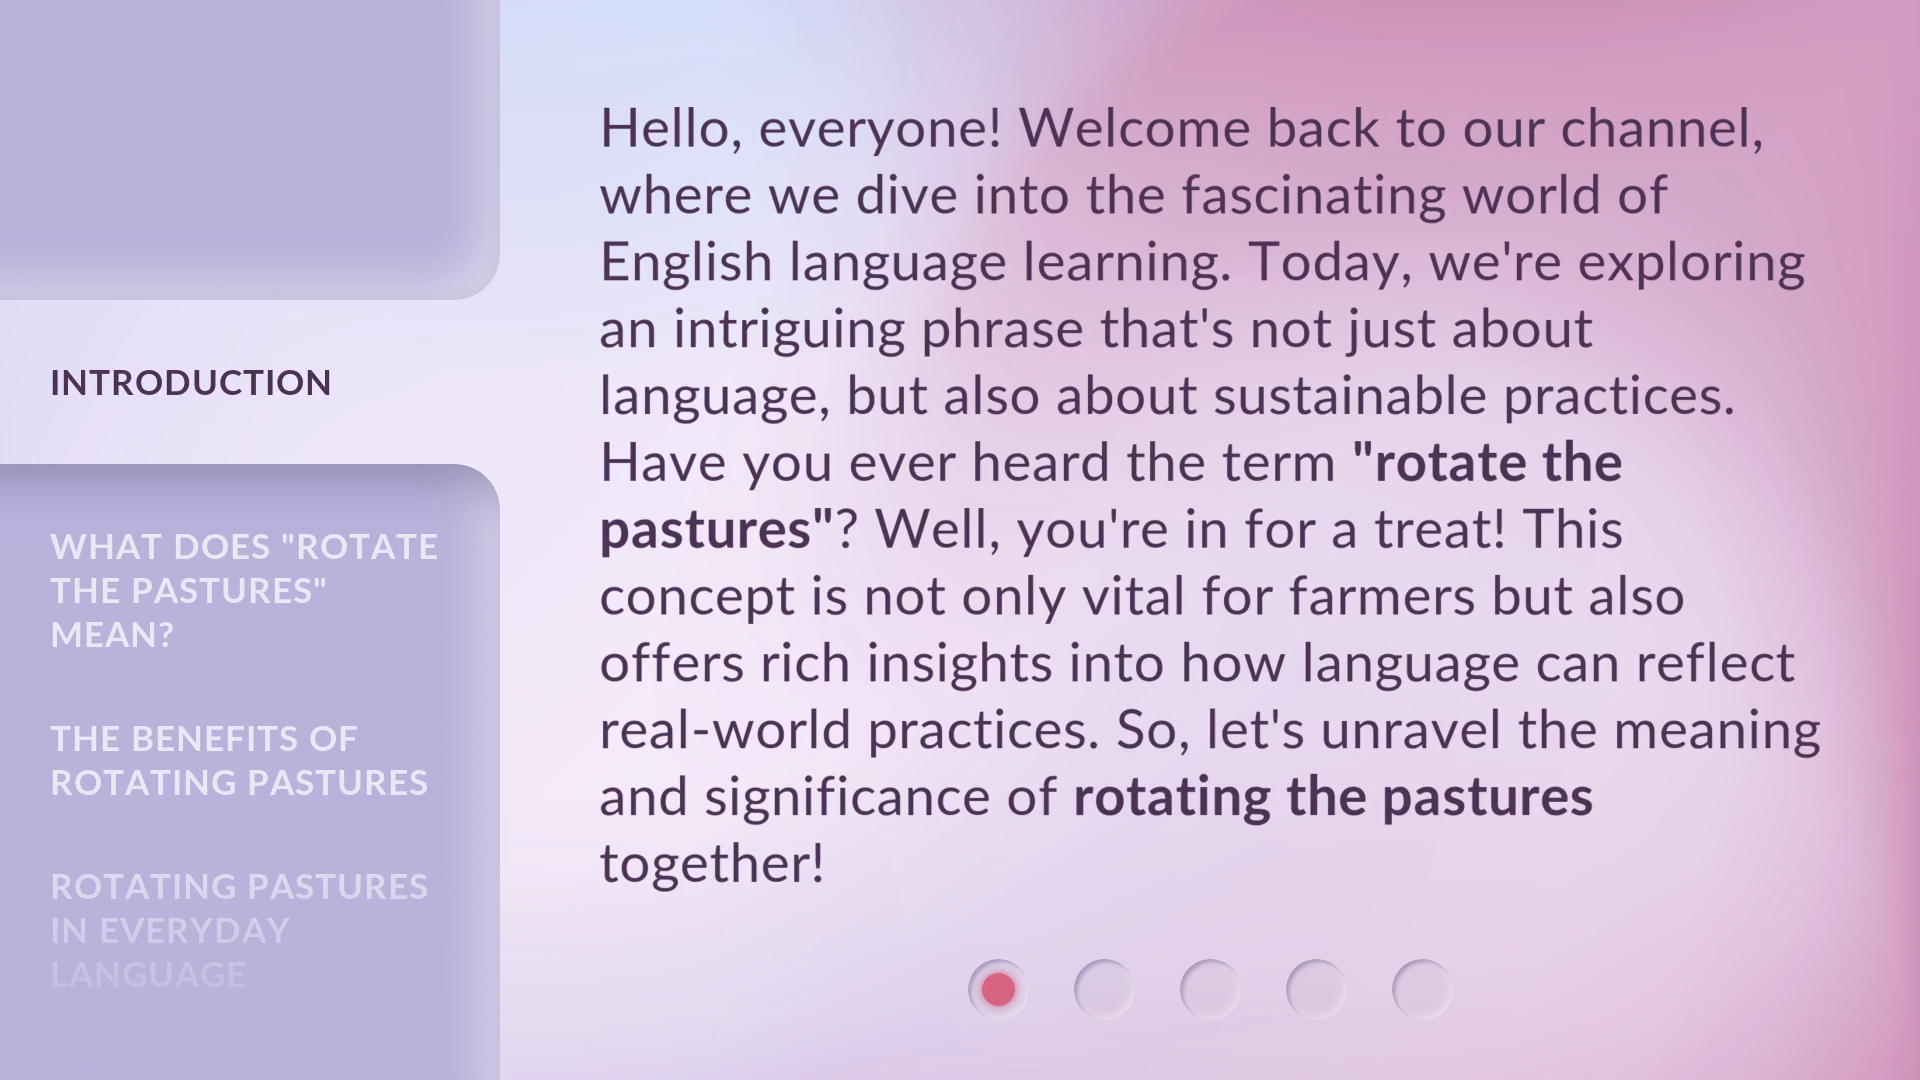 INTRODUCTION
WHAT DOES "ROTATE
THE PASTURES"
MEAN?
THE BENEFITS OF
ROTATING PASTURES
ROTATING PASTURES
IN EVERYDAY
LANGUAGE
Hello, everyone! Welcome back to our channel,
where we dive into the fascinating world of
English language learning. Today, we're exploring
an intriguing phrase that's not just about
language, but also about sustainable practices.
Have you ever heard the term "rotate the
pastures"? Well, you're in for a treat! This
concept is not only vital for farmers but also
offers rich insights into how language can reflect
real-world practices. So, let's unravel the meaning
and significance of rotating the pastures
together!